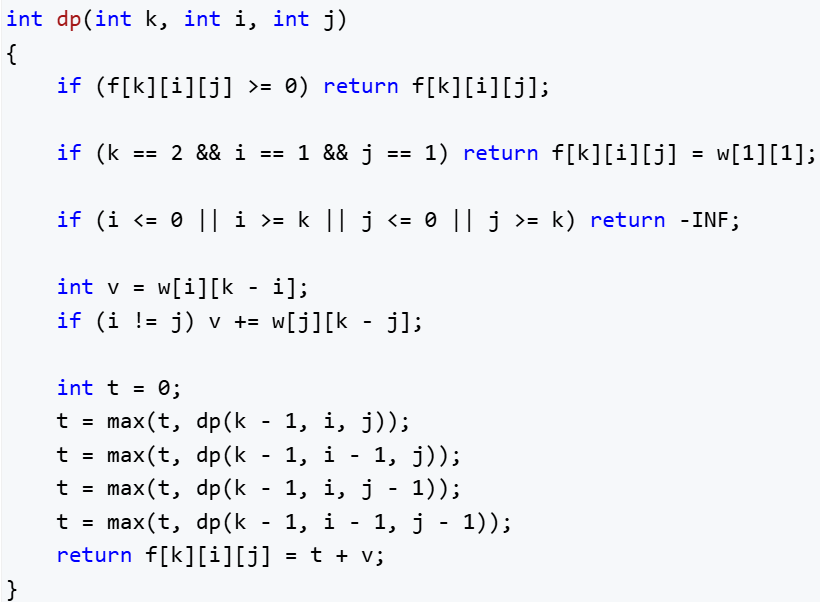 int dp(int k, int i, int j)
{
    if (f[k][i][j] >= 0) return f[k][i][j];

    if (k == 2 && i == 1 && j == 1) return f[k][i][j] = w[1][1];

    if (i <= 0 || i >= k || j <= 0 || j >= k) return -INF;

    int v = w[i][k - i];
    if (i != j) v += w[j][k - j];

    int t = 0;
    t = max(t, dp(k - 1, i, j));
    t = max(t, dp(k - 1, i - 1, j));
    t = max(t, dp(k - 1, i, j - 1));
    t = max(t, dp(k - 1, i - 1, j - 1));
    return f[k][i][j] = t + v;
}